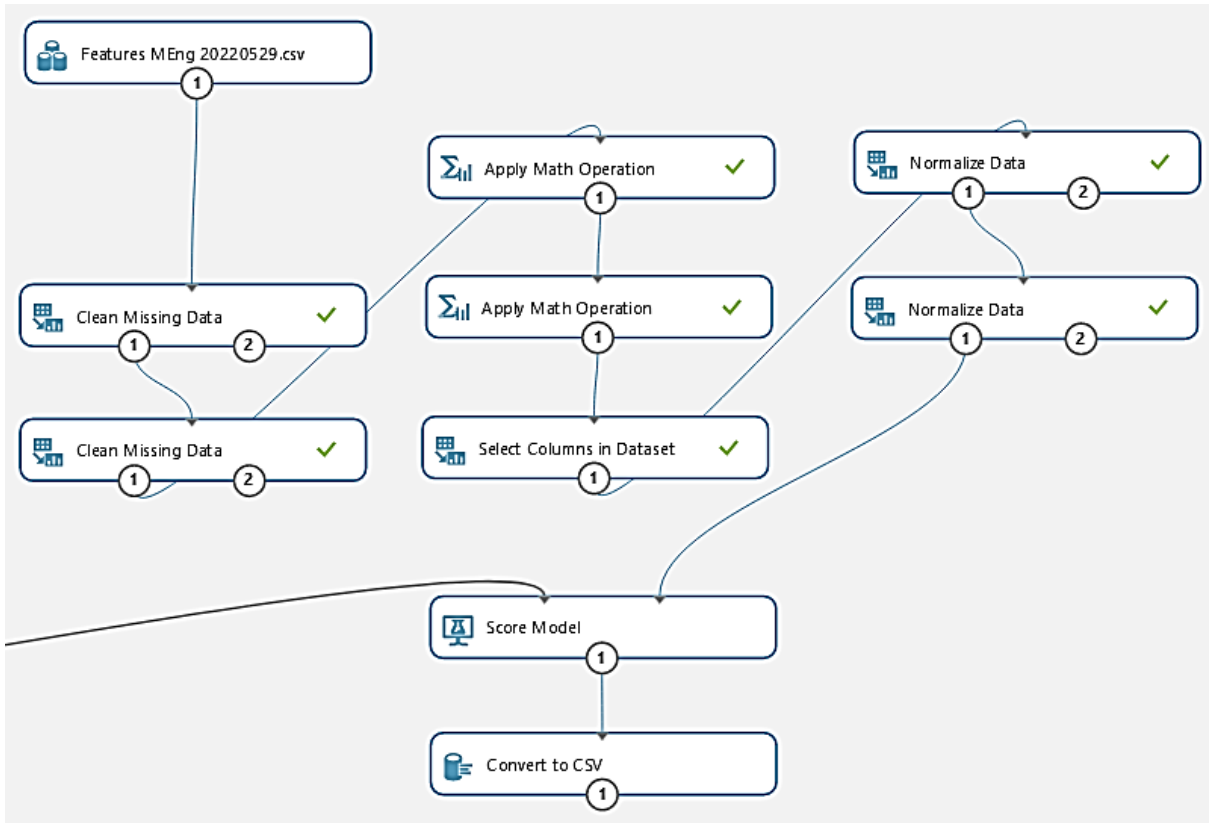 Features MEng 20220529.csv
1
Clean Missing Data
1 2
Clean Missing Data
1 2
Apply Math Operation
1
Apply Math Operation
1
Select Columns in Dataset
1
Normalize Data
1 2
Normalize Data
1 2
Score Model
1
Convert to CSV
1